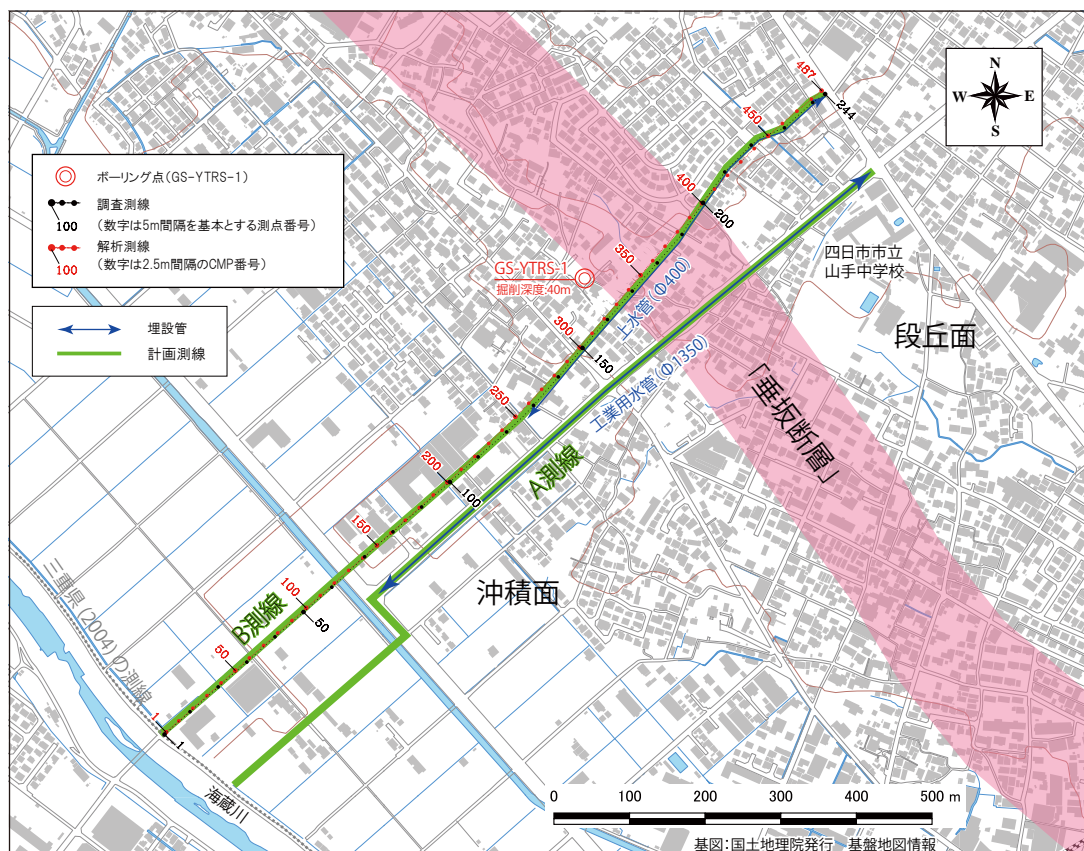 N
W
E
S
ボーリング点(GS-YTRS-1)
調査測線
100
(数字は5m間隔を基本とする測点番号)
解析測線
100
(数字は2.5m間隔のCMP番号)
埋設管
計画測線
487
244
450
400
200
350
GS-YTRS-1
掘削深度:40m
上水管(Φ400)
四日市市立
山手中学校
段丘面
300
150
工業用水管(Φ1350)
「垂坂断層」
250
A測線
200
100
150
沖積面
100
50
B測線
50
三重県(2004)の測線
1
1
海蔵川
0 100 200 300 400 500 m
基図:国土地理院発行 基盤地図情報